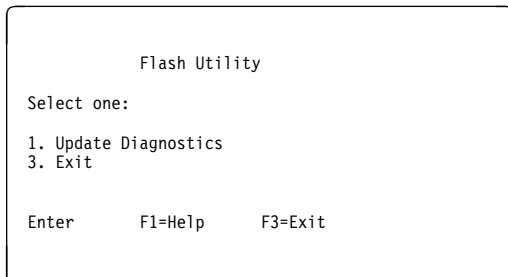 Flash Utility
Select one:
1. Update Diagnostics
3. Exit
Enter F1=Help F3=Exit